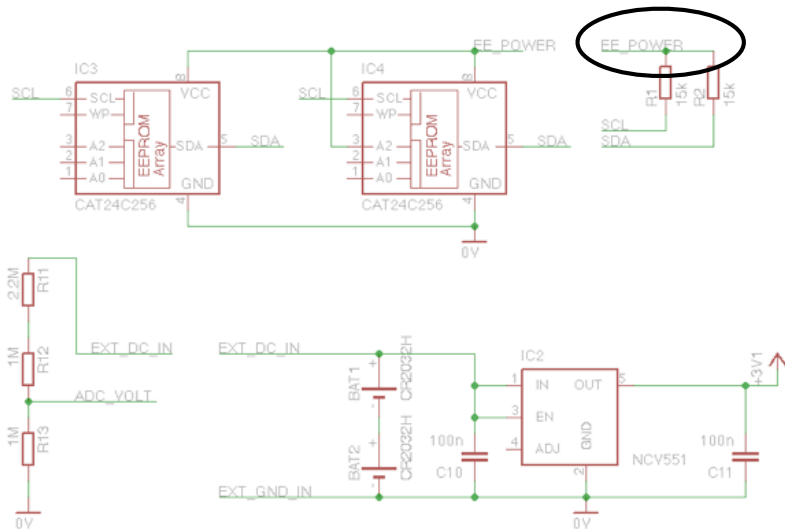 EE_POWER
EE_POWER
IC3
IC4
8
VCC
SCL
6
SCL
7
WP
3
A2
2
A1
1
A0
EEPROM
Array
SDA
5
SDA
GND
4
CAT24C256
8
VCC
SCL
6
SCL
7
WP
3
A2
2
A1
1
A0
EEPROM
Array
SDA
5
SDA
GND
4
CAT24C256
0V
R1
15k
R2
15k
SCL
SDA
2.2M
R11
EXT_DC_IN
1M
R12
ADC_VOLT
1M
R13
0V
EXT_DC_IN
+
BAT1
CR2032H
-
+
BAT2
CR2032H
-
EXT_GND_IN
100n
C10
IC2
1
IN
OUT
5
3
EN
4
ADJ
GND
2
NCV551
0V
100n
C11
+3V1